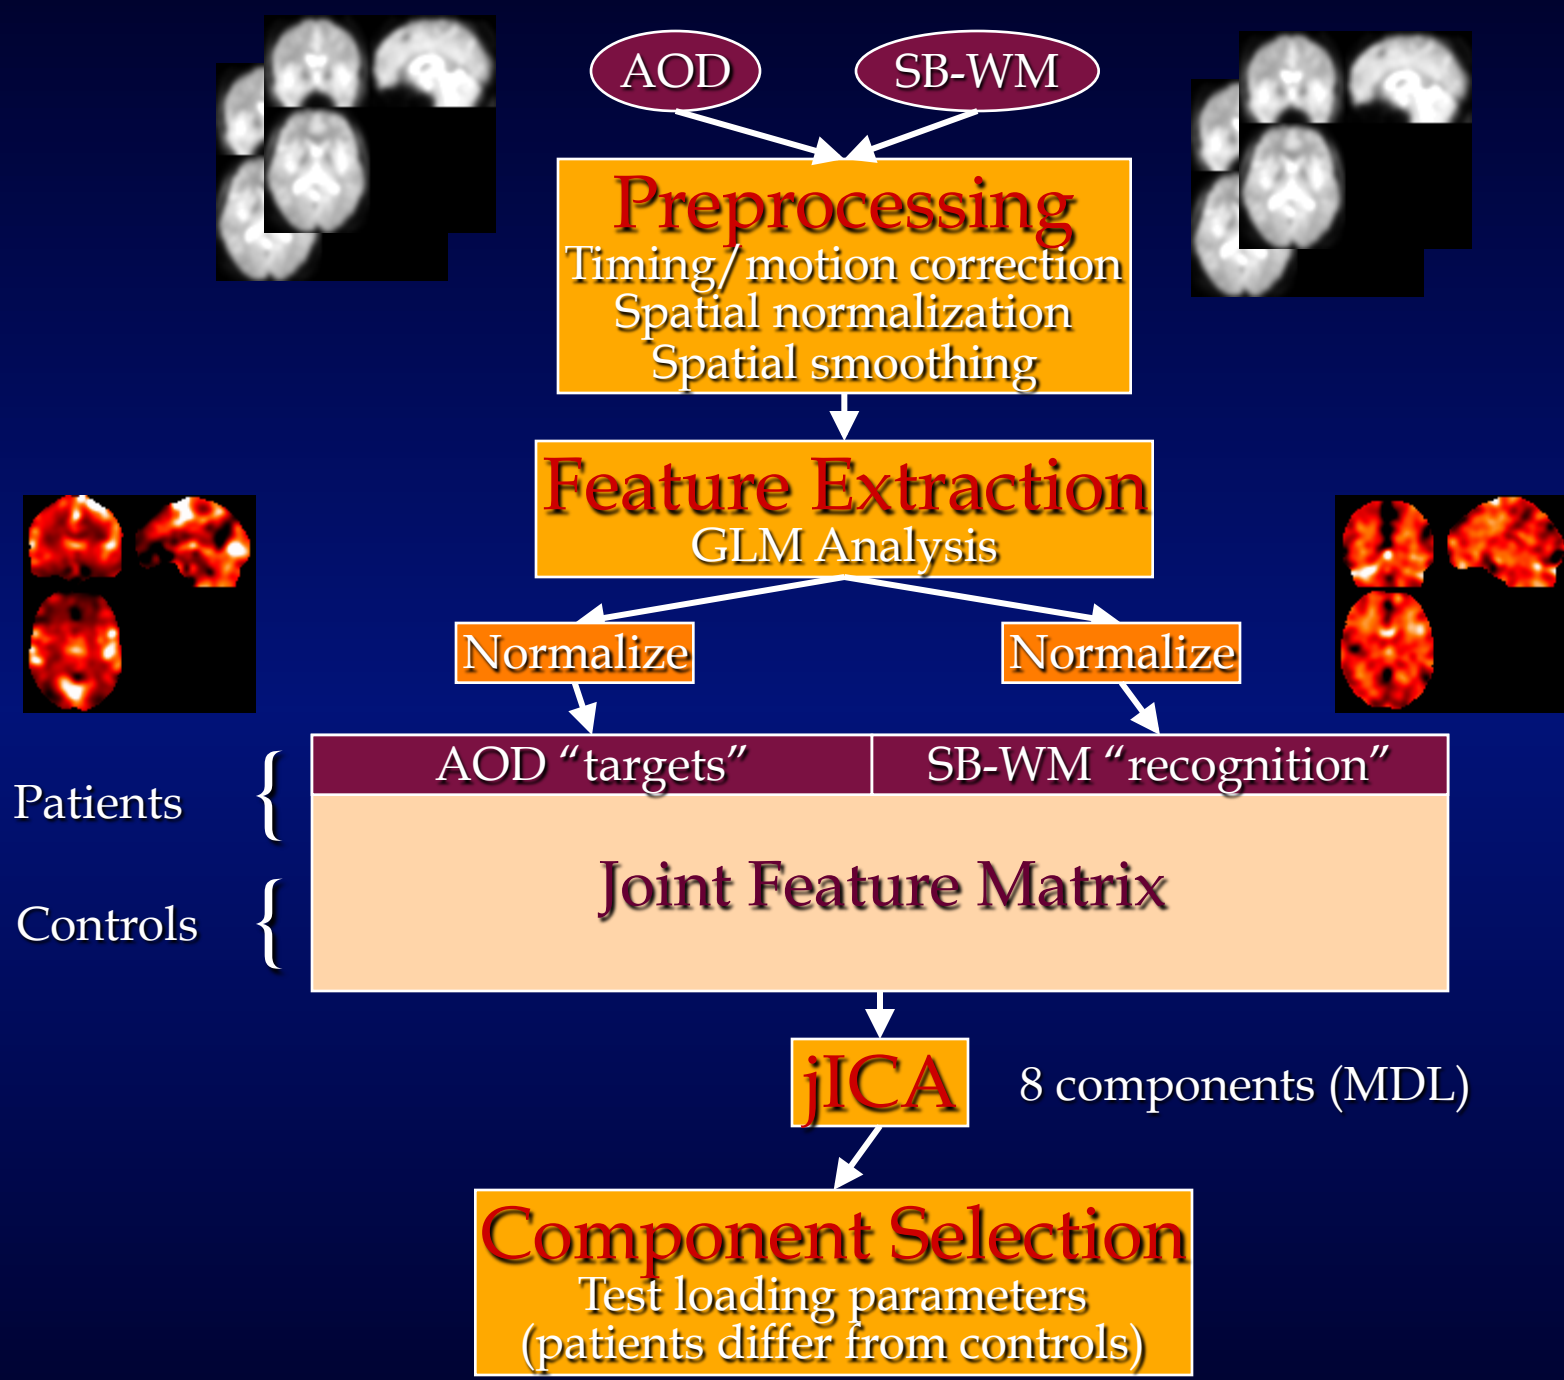 AOD
SB-WM
Preprocessing
Timing/motion correction
Spatial normalization
Spatial smoothing
Feature Extraction
GLM Analysis
Normalize
Normalize
AOD “targets”
SB-WM “recognition”
Patients
{
Controls
{
Joint Feature Matrix
jICA
8 components (MDL)
Component Selection
Test loading parameters
(patients differ from controls)